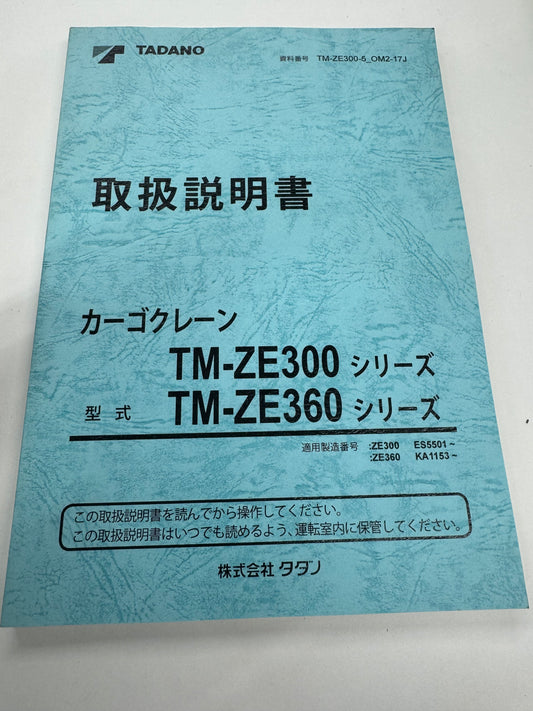 TADANO
資料番号 TM-ZE300-6_OM2-17J
取扱説明書
カーゴクレーン
TM-ZE300 シリーズ
型式 TM-ZE360 シリーズ
適用製造番号 :ZE300 ES5501～
:ZE360 KA1153～
この取扱説明書を読んでから操作してください。
この取扱説明書はいつでも読めるよう、運転室内に保管してください。
株式会社 タダノ